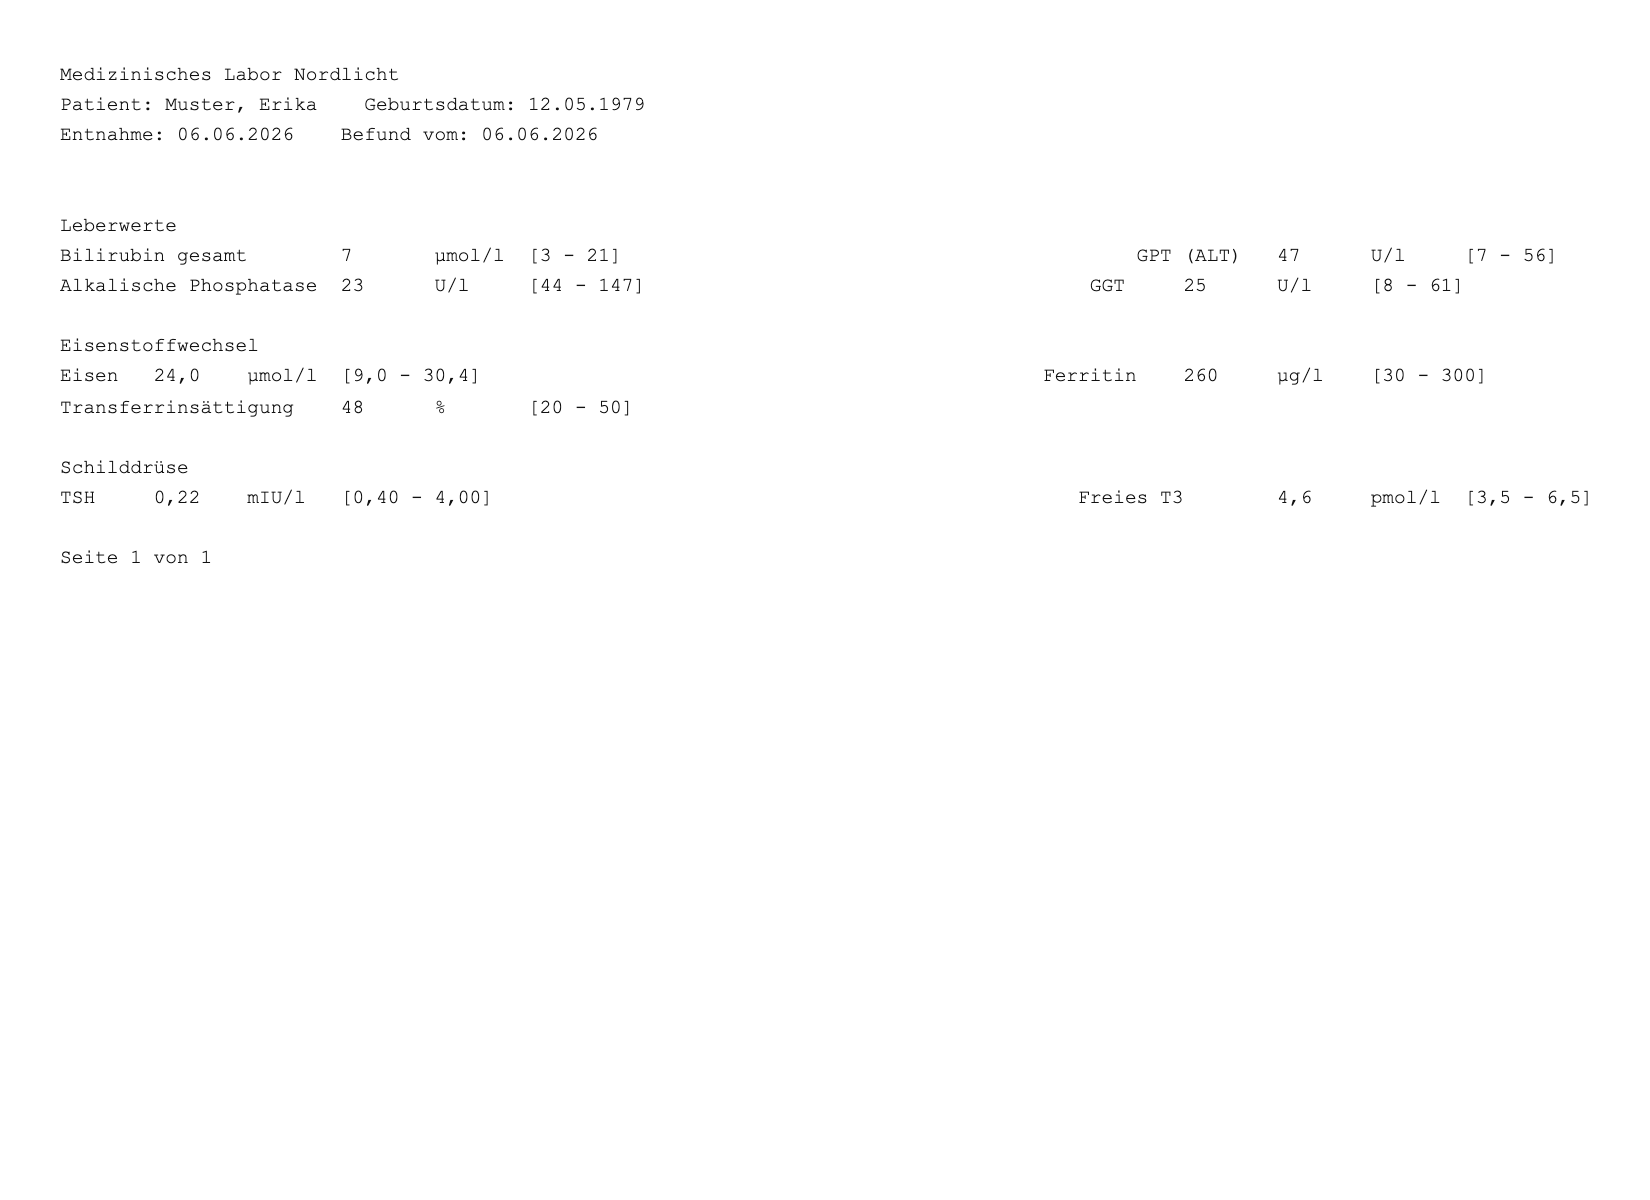 Medizinisches Labor Nordlicht
Patient: Muster, Erika    Geburtsdatum: 12.05.1979
Entnahme: 06.06.2026    Befund vom: 06.06.2026
Leberwerte
Bilirubin gesamt    7    µmol/l    [3 - 21]    GPT (ALT)    47    U/l    [7 - 56]
Alkalische Phosphatase    23    U/l    [44 - 147]    GGT    25    U/l    [8 - 61]
Eisenstoffwechsel
Eisen    24,0    µmol/l    [9,0 - 30,4]    Ferritin    260    µg/l    [30 - 300]
Transferrinsättigung    48    %    [20 - 50]
Schilddrüse
TSH    0,22    mIU/l    [0,40 - 4,00]    Freies T3    4,6    pmol/l    [3,5 - 6,5]
Seite 1 von 1